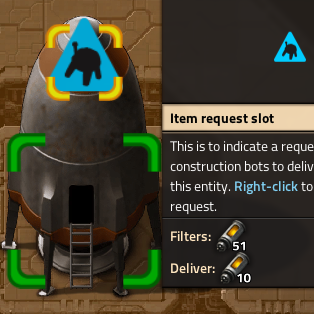 Item request slot
This is to indicate a reque
construction bots to deliv
this entity. Right-click to
request.
Filters: 51
Deliver: 10